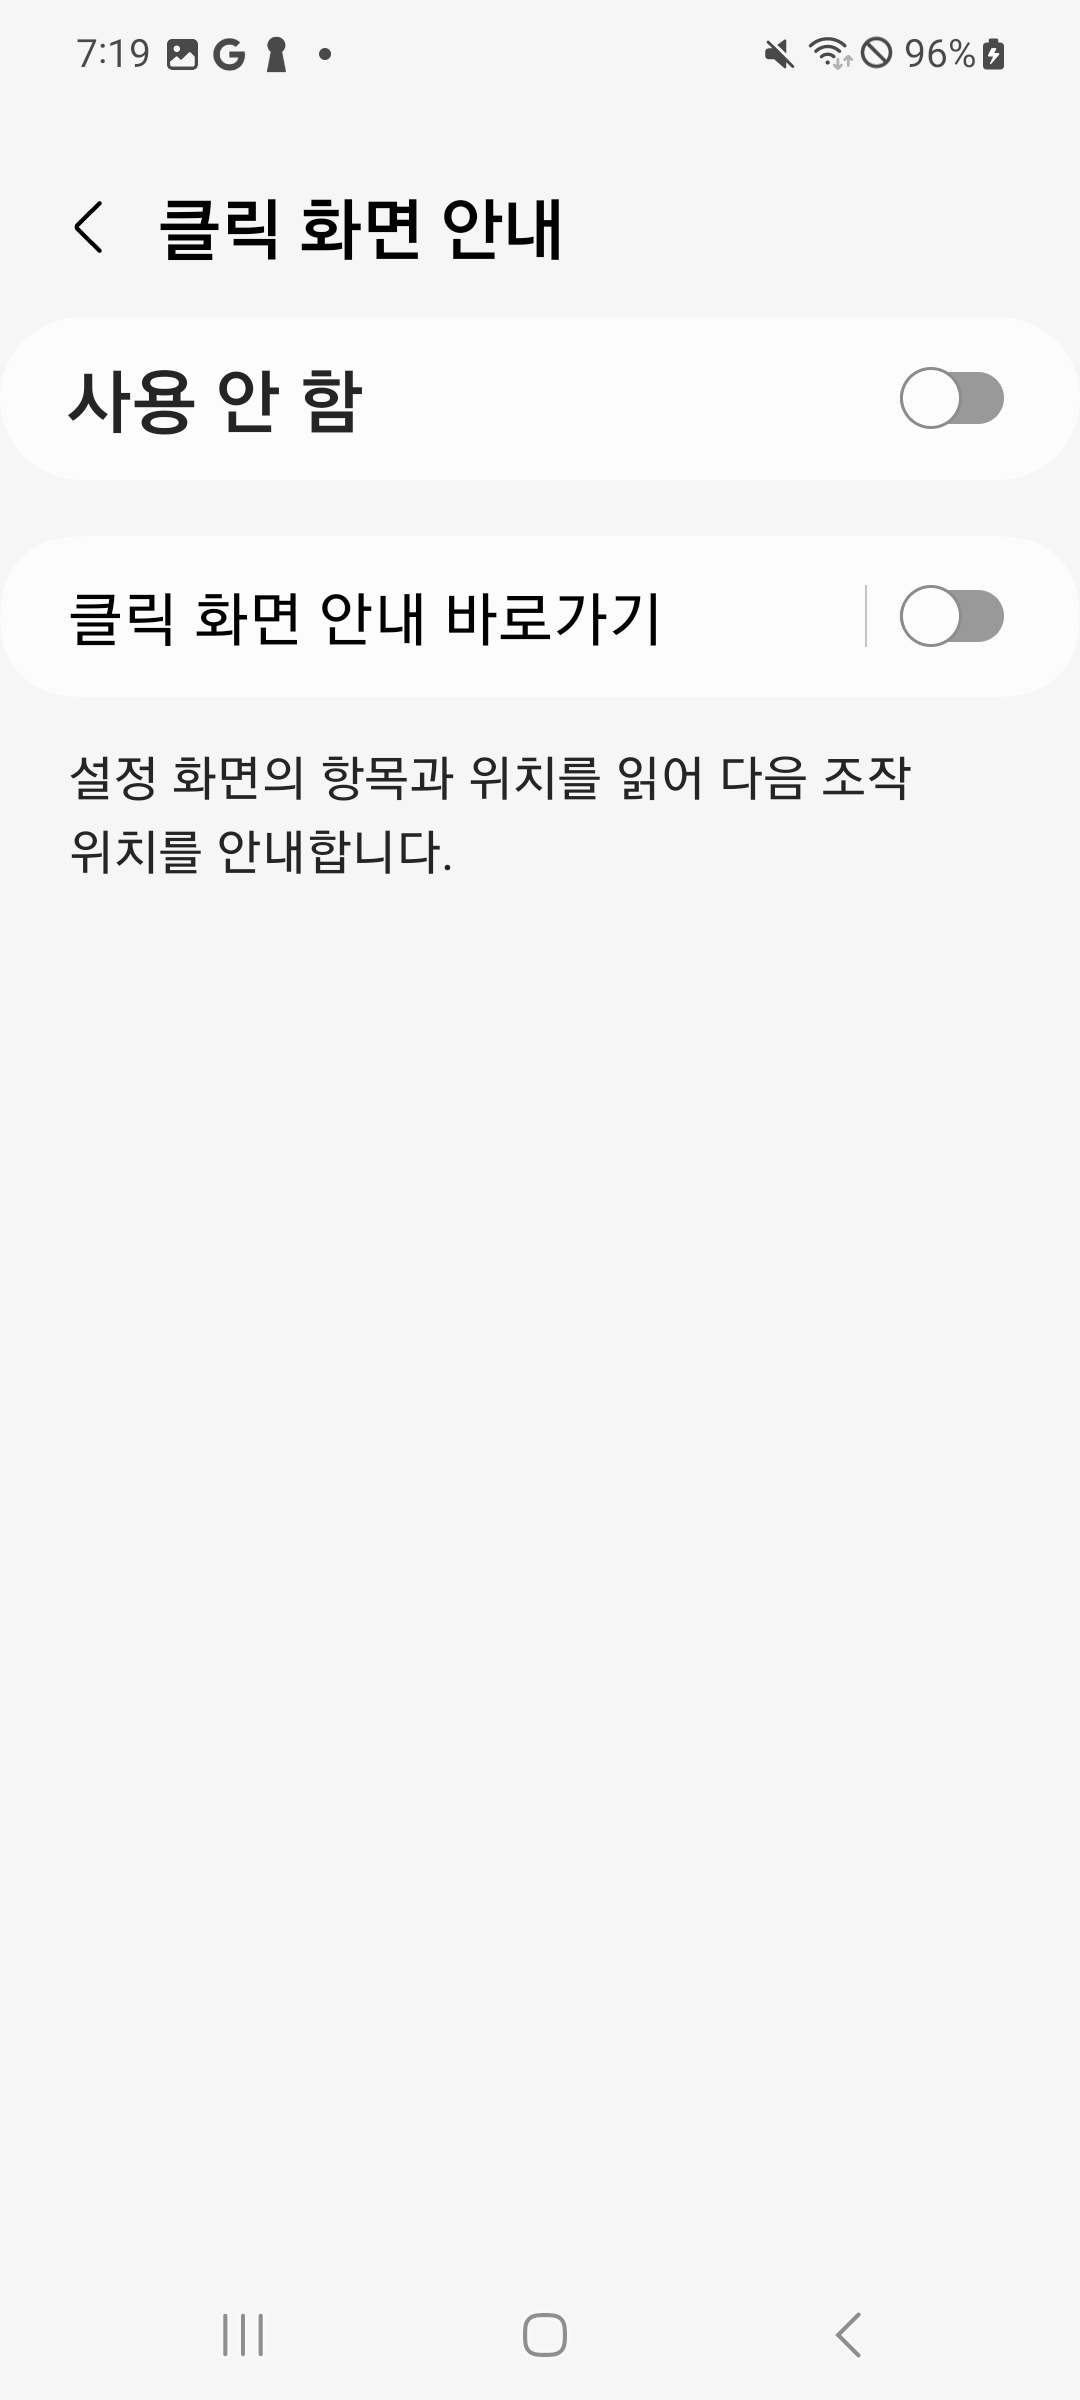 7:19
96%
클릭 화면 안내
사용 안 함
클릭 화면 안내 바로가기
설정 화면의 항목과 위치를 읽어 다음 조작
위치를 안내합니다.